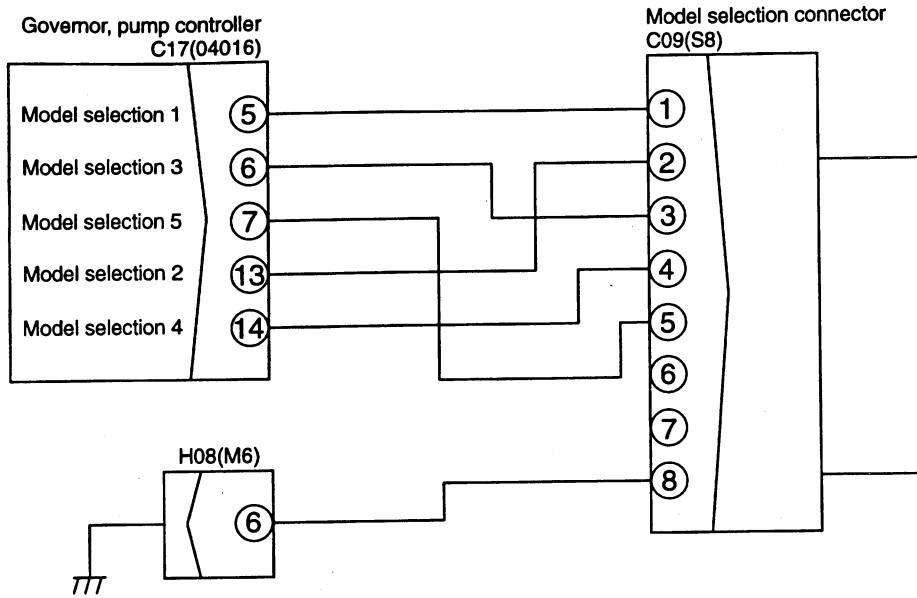 Governor, pump controller
C17(04016)
Model selection 1
5
Model selection 3
6
Model selection 5
7
Model selection 2
13
Model selection 4
14
Model selection connector
C09(S8)
1
2
3
4
5
6
7
8
H08(M6)
6